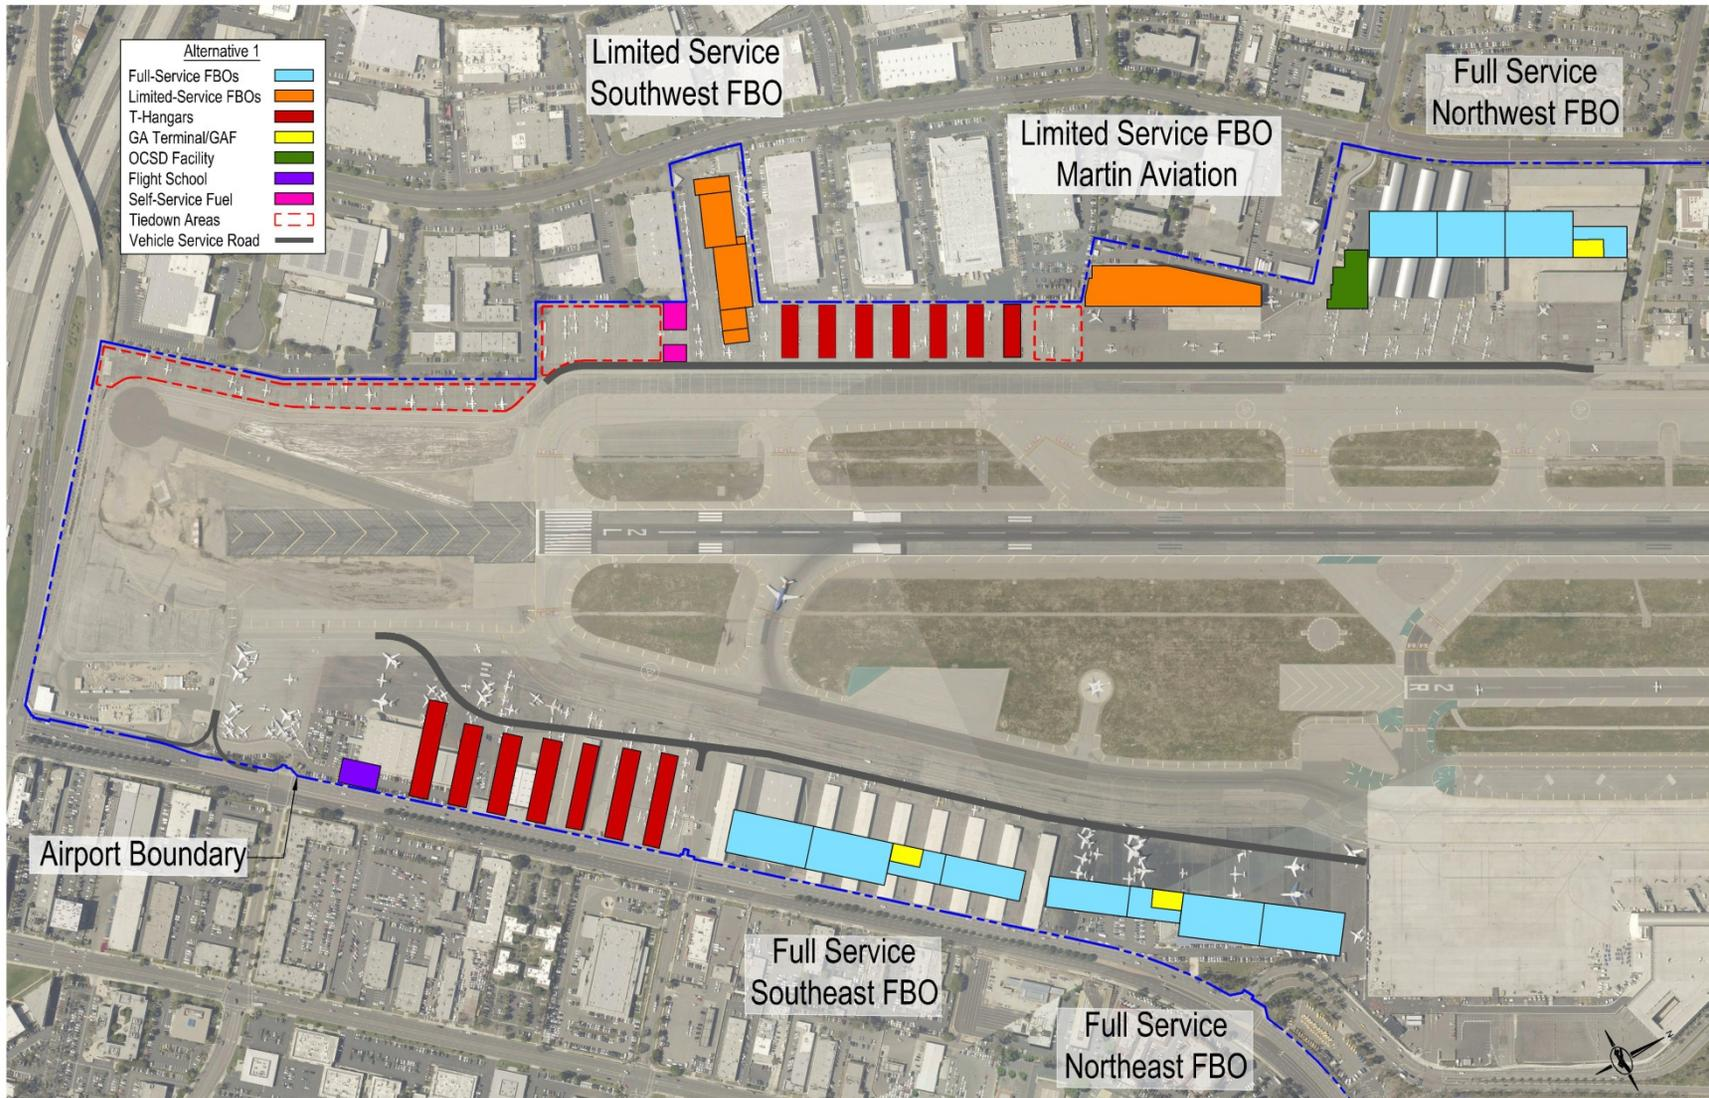 Alternative 1
Full-Service FBOs
Limited-Service FBOs
T-Hangars
GA Terminal/GAF
OCSD Facility
Flight School
Self-Service Fuel
Tiedown Areas
Vehicle Service Road
Limited Service
Southwest FBO
Full Service
Northwest FBO
Limited Service FBO
Martin Aviation
2
L
2
R
Airport Boundary
Full Service
Southeast FBO
Full Service
Northeast FBO
N